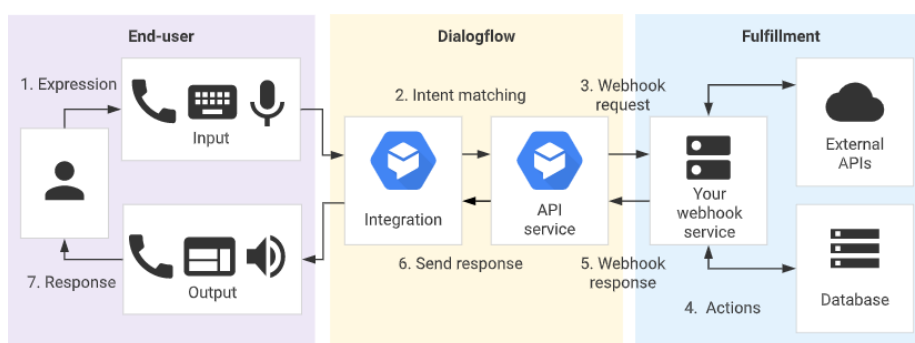 End-user
Dialogflow
Fulfillment
1. Expression
Input
2. Intent matching
3. Webhook
request
Integration
API
service
Your
webhook
service
External
APIs
7. Response
Output
6. Send response
5. Webhook
response
4. Actions
Database